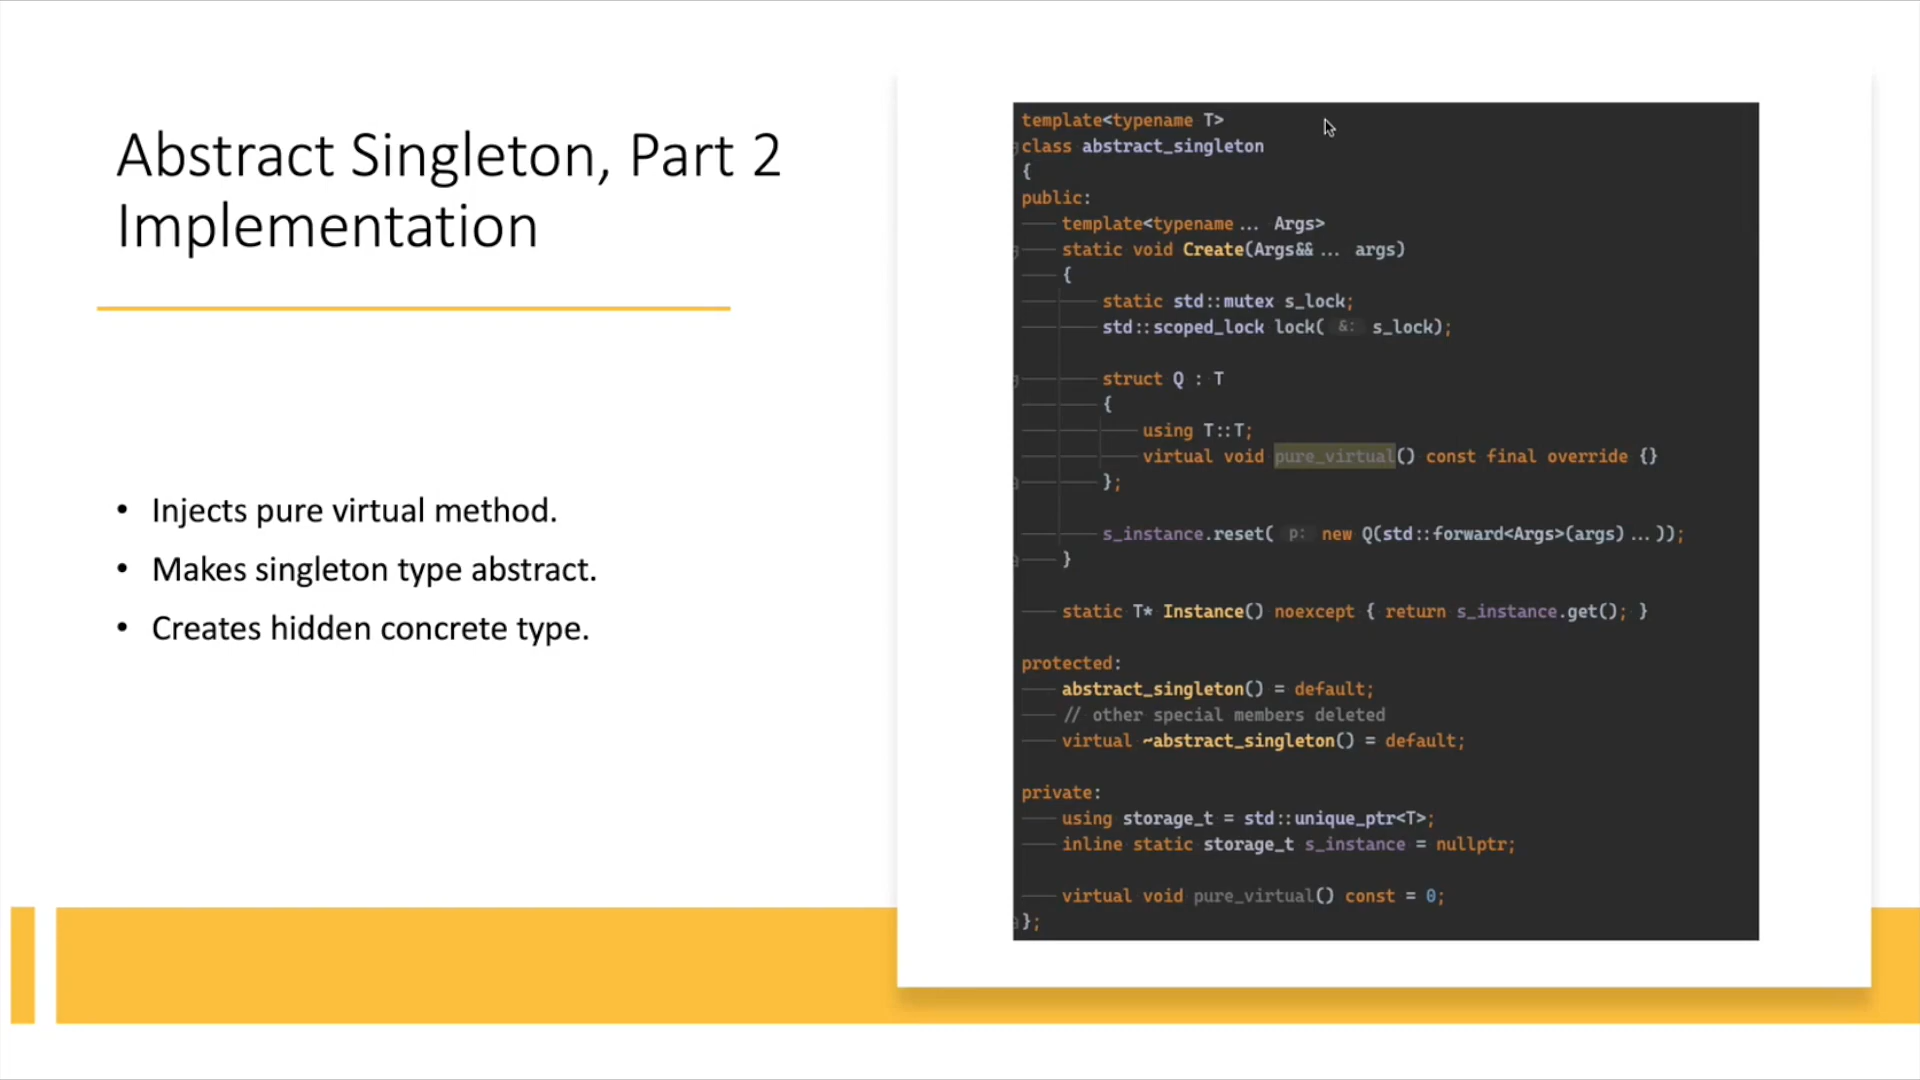 Abstract Singleton, Part 2
Implementation
• Injects pure virtual method.
• Makes singleton type abstract.
• Creates hidden concrete type.
template<typename T>
class abstract_singleton
{
public:
template<typename... Args>
static void Create(Args&&... args)
{
static std::mutex s_lock;
std::scoped_lock lock( &: s_lock);
struct Q : T
{
using T::T;
virtual void pure_virtual() const final override {}
};
s_instance.reset( p: new Q(std::forward<Args>(args)...));
}
static T* Instance() noexcept { return s_instance.get(); }
protected:
abstract_singleton() = default;
// other special members deleted
virtual ~abstract_singleton() = default;
private:
using storage_t = std::unique_ptr<T>;
inline static storage_t s_instance = nullptr;
virtual void pure_virtual() const = 0;
};